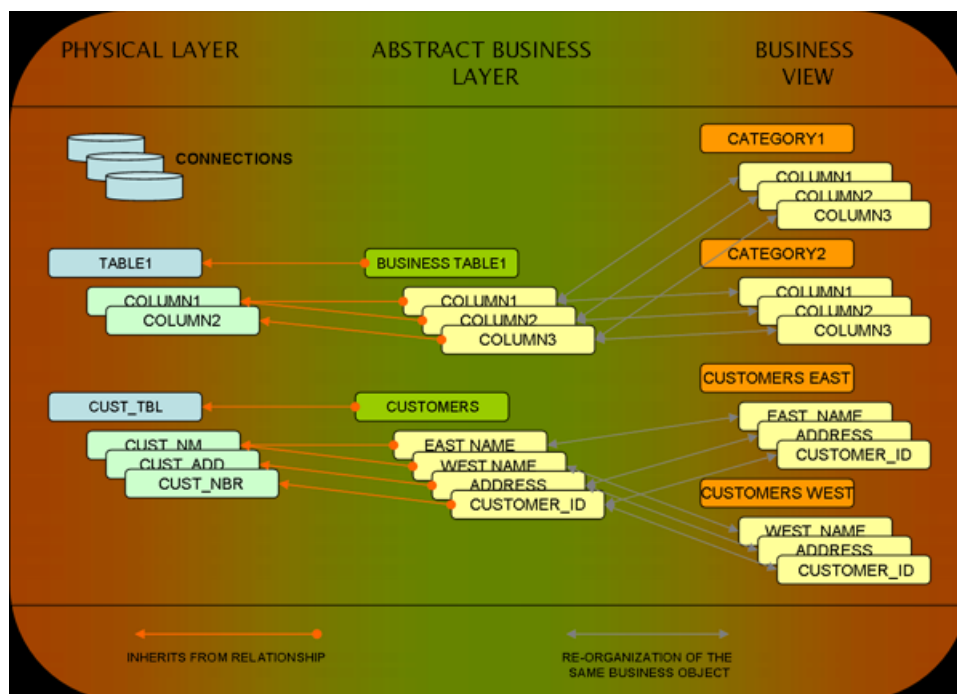 PHYSICAL LAYER
ABSTRACT BUSINESS
LAYER
BUSINESS
VIEW
CONNECTIONS
TABLE1
COLUMN1
COLUMN2
CUST_TBL
CUST_NM
CUST_ADD
CUST_NBR
BUSINESS TABLE1
COLUMN1
COLUMN2
COLUMN3
CUSTOMERS
EAST NAME
WEST NAME
ADDRESS
CUSTOMER_ID
CATEGORY1
COLUMN1
COLUMN2
COLUMN3
CATEGORY2
COLUMN1
COLUMN2
COLUMN3
CUSTOMERS EAST
EAST_NAME
ADDRESS
CUSTOMER_ID
CUSTOMERS WEST
WEST_NAME
ADDRESS
CUSTOMER_ID
INHERITS FROM RELATIONSHIP
RE-ORGANIZATION OF THE
SAME BUSINESS OBJECT